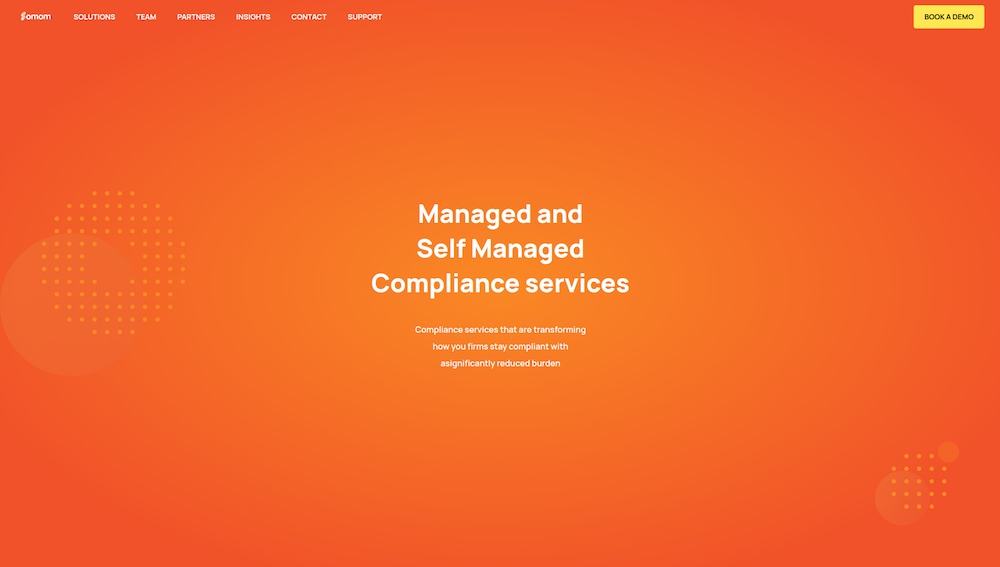 somom SOLUTIONS TEAM PARTNERS INSIGHTS CONTACT SUPPORT BOOK A DEMO
Managed and
Self Managed
Compliance services
Compliance services that are transforming
how you firms stay compliant with
asignificantly reduced burden